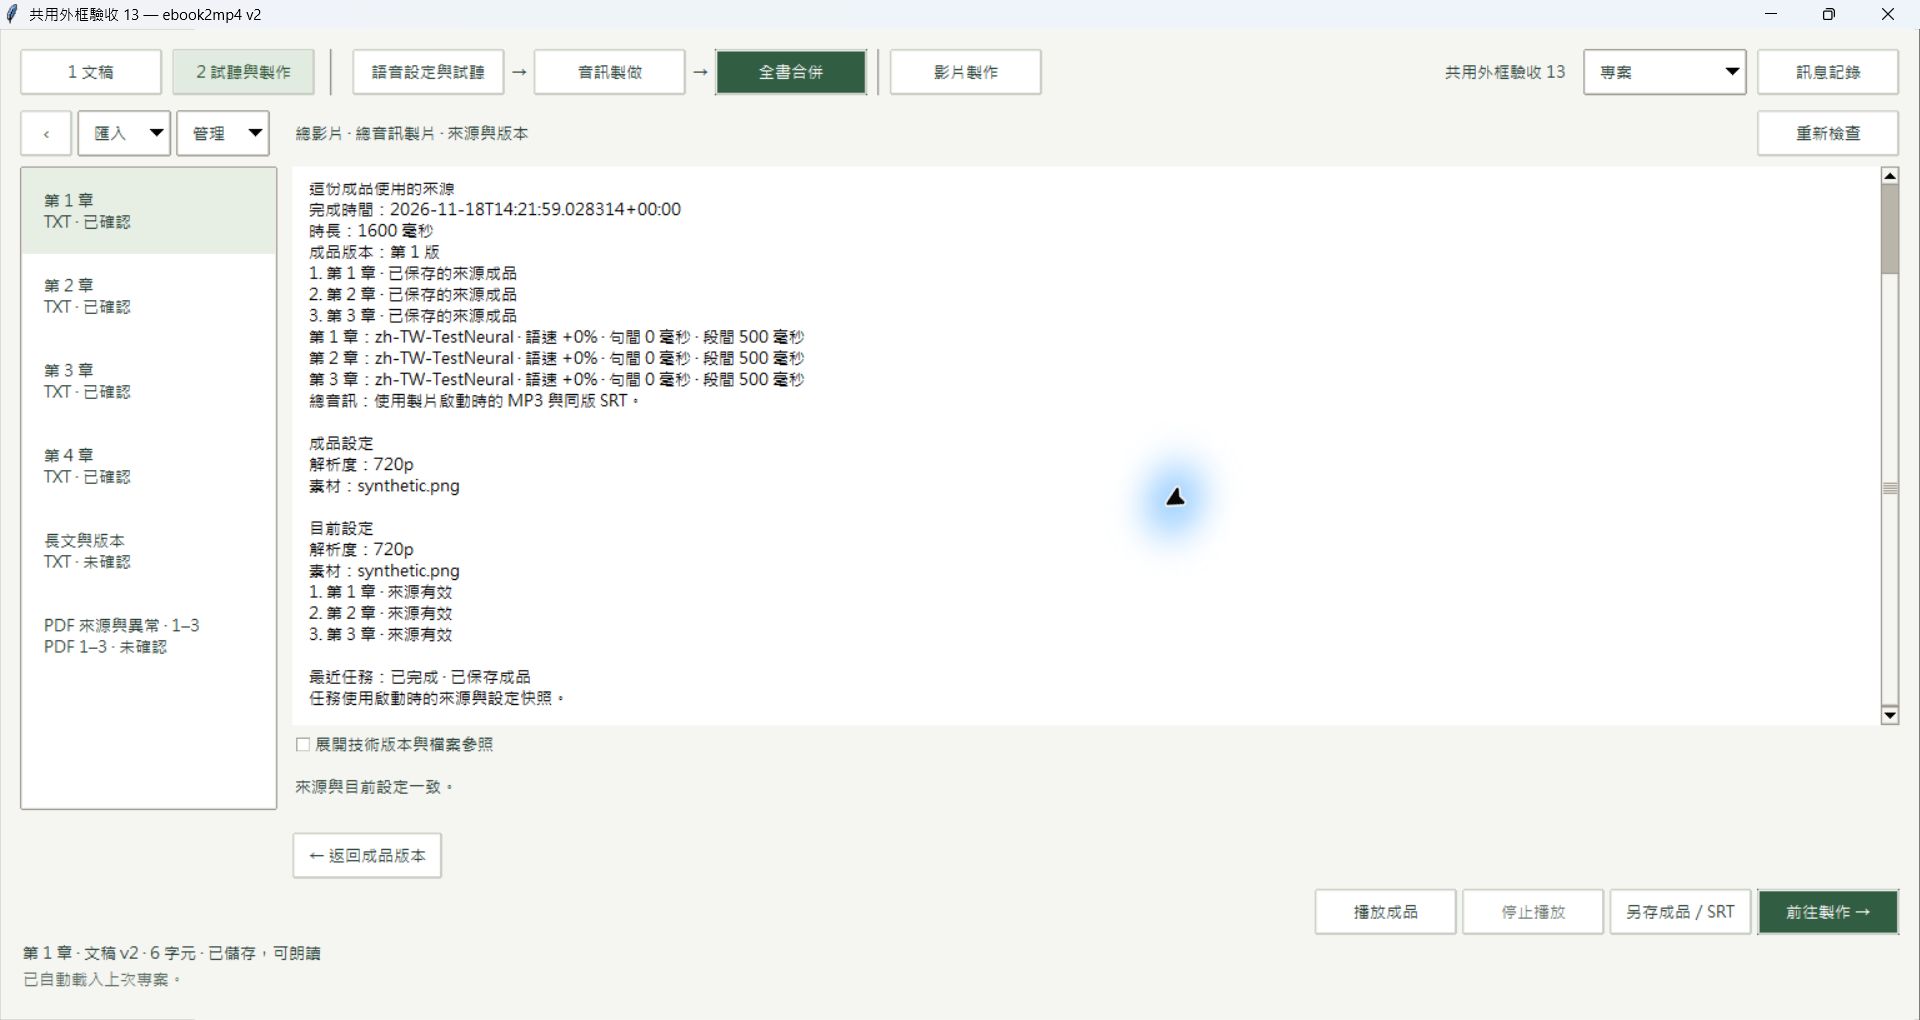 共用外框驗收 13 — ebook2mp4 v2
1 文稿
2 試聽與製作
語音設定與試聽
→
音訊製做
→
全書合併
影片製作
共用外框驗收 13
專案
訊息記錄
‹
匯入
管理
總影片 · 總音訊製片 · 來源與版本
重新檢查
第 1 章
TXT · 已確認
第 2 章
TXT · 已確認
第 3 章
TXT · 已確認
第 4 章
TXT · 已確認
長文與版本
TXT · 未確認
PDF 來源與異常 · 1–3
PDF 1–3 · 未確認
這份成品使用的來源
完成時間：2026-11-18T14:21:59.028314+00:00
時長：1600 毫秒
成品版本：第 1 版
1. 第 1 章 · 已保存的來源成品
2. 第 2 章 · 已保存的來源成品
3. 第 3 章 · 已保存的來源成品
第 1 章：zh-TW-TestNeural · 語速 +0% · 句間 0 毫秒 · 段間 500 毫秒
第 2 章：zh-TW-TestNeural · 語速 +0% · 句間 0 毫秒 · 段間 500 毫秒
第 3 章：zh-TW-TestNeural · 語速 +0% · 句間 0 毫秒 · 段間 500 毫秒
總音訊：使用製片啟動時的 MP3 與同版 SRT。
成品設定
解析度：720p
素材：synthetic.png
目前設定
解析度：720p
素材：synthetic.png
1. 第 1 章 · 來源有效
2. 第 2 章 · 來源有效
3. 第 3 章 · 來源有效
最近任務：已完成 · 已保存成品
任務使用啟動時的來源與設定快照。
展開技術版本與檔案參照
來源與目前設定一致。
← 返回成品版本
播放成品
停止播放
另存成品 / SRT
前往製作 →
第 1 章 · 文稿 v2 · 6 字元 · 已儲存，可朗讀
已自動載入上次專案。